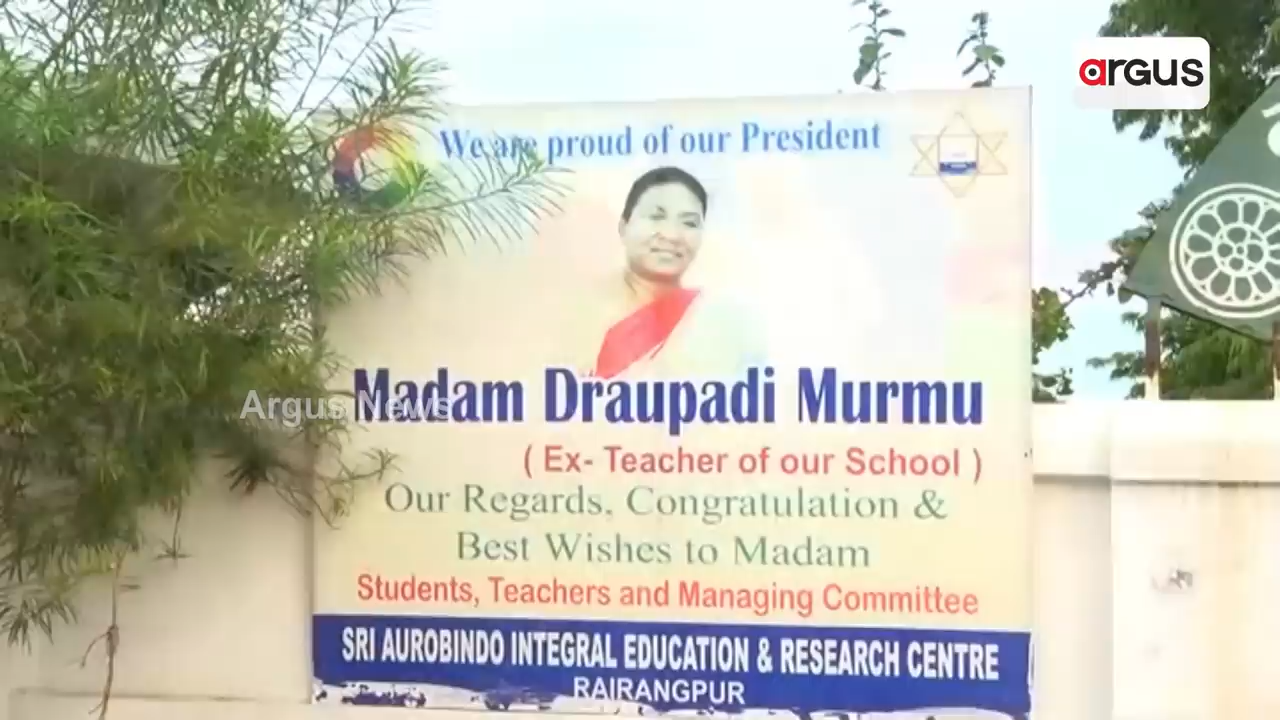 argus
We are proud of our President
Madam Draupadi Murmu
Argus News
( Ex- Teacher of our School )
Our Regards, Congratulation &
Best Wishes to Madam
Students, Teachers and Managing Committee
SRI AUROBINDO INTEGRAL EDUCATION & RESEARCH CENTRE
RAIRANGPUR